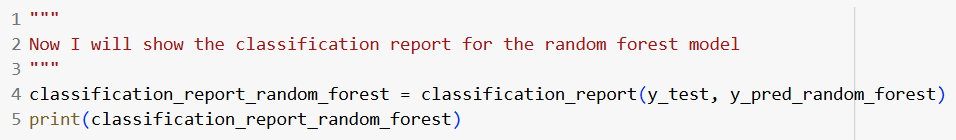 1 """
2 Now I will show the classification report for the random forest model
3 """
4 classification_report_random_forest = classification_report(y_test, y_pred_random_forest)
5 print(classification_report_random_forest)